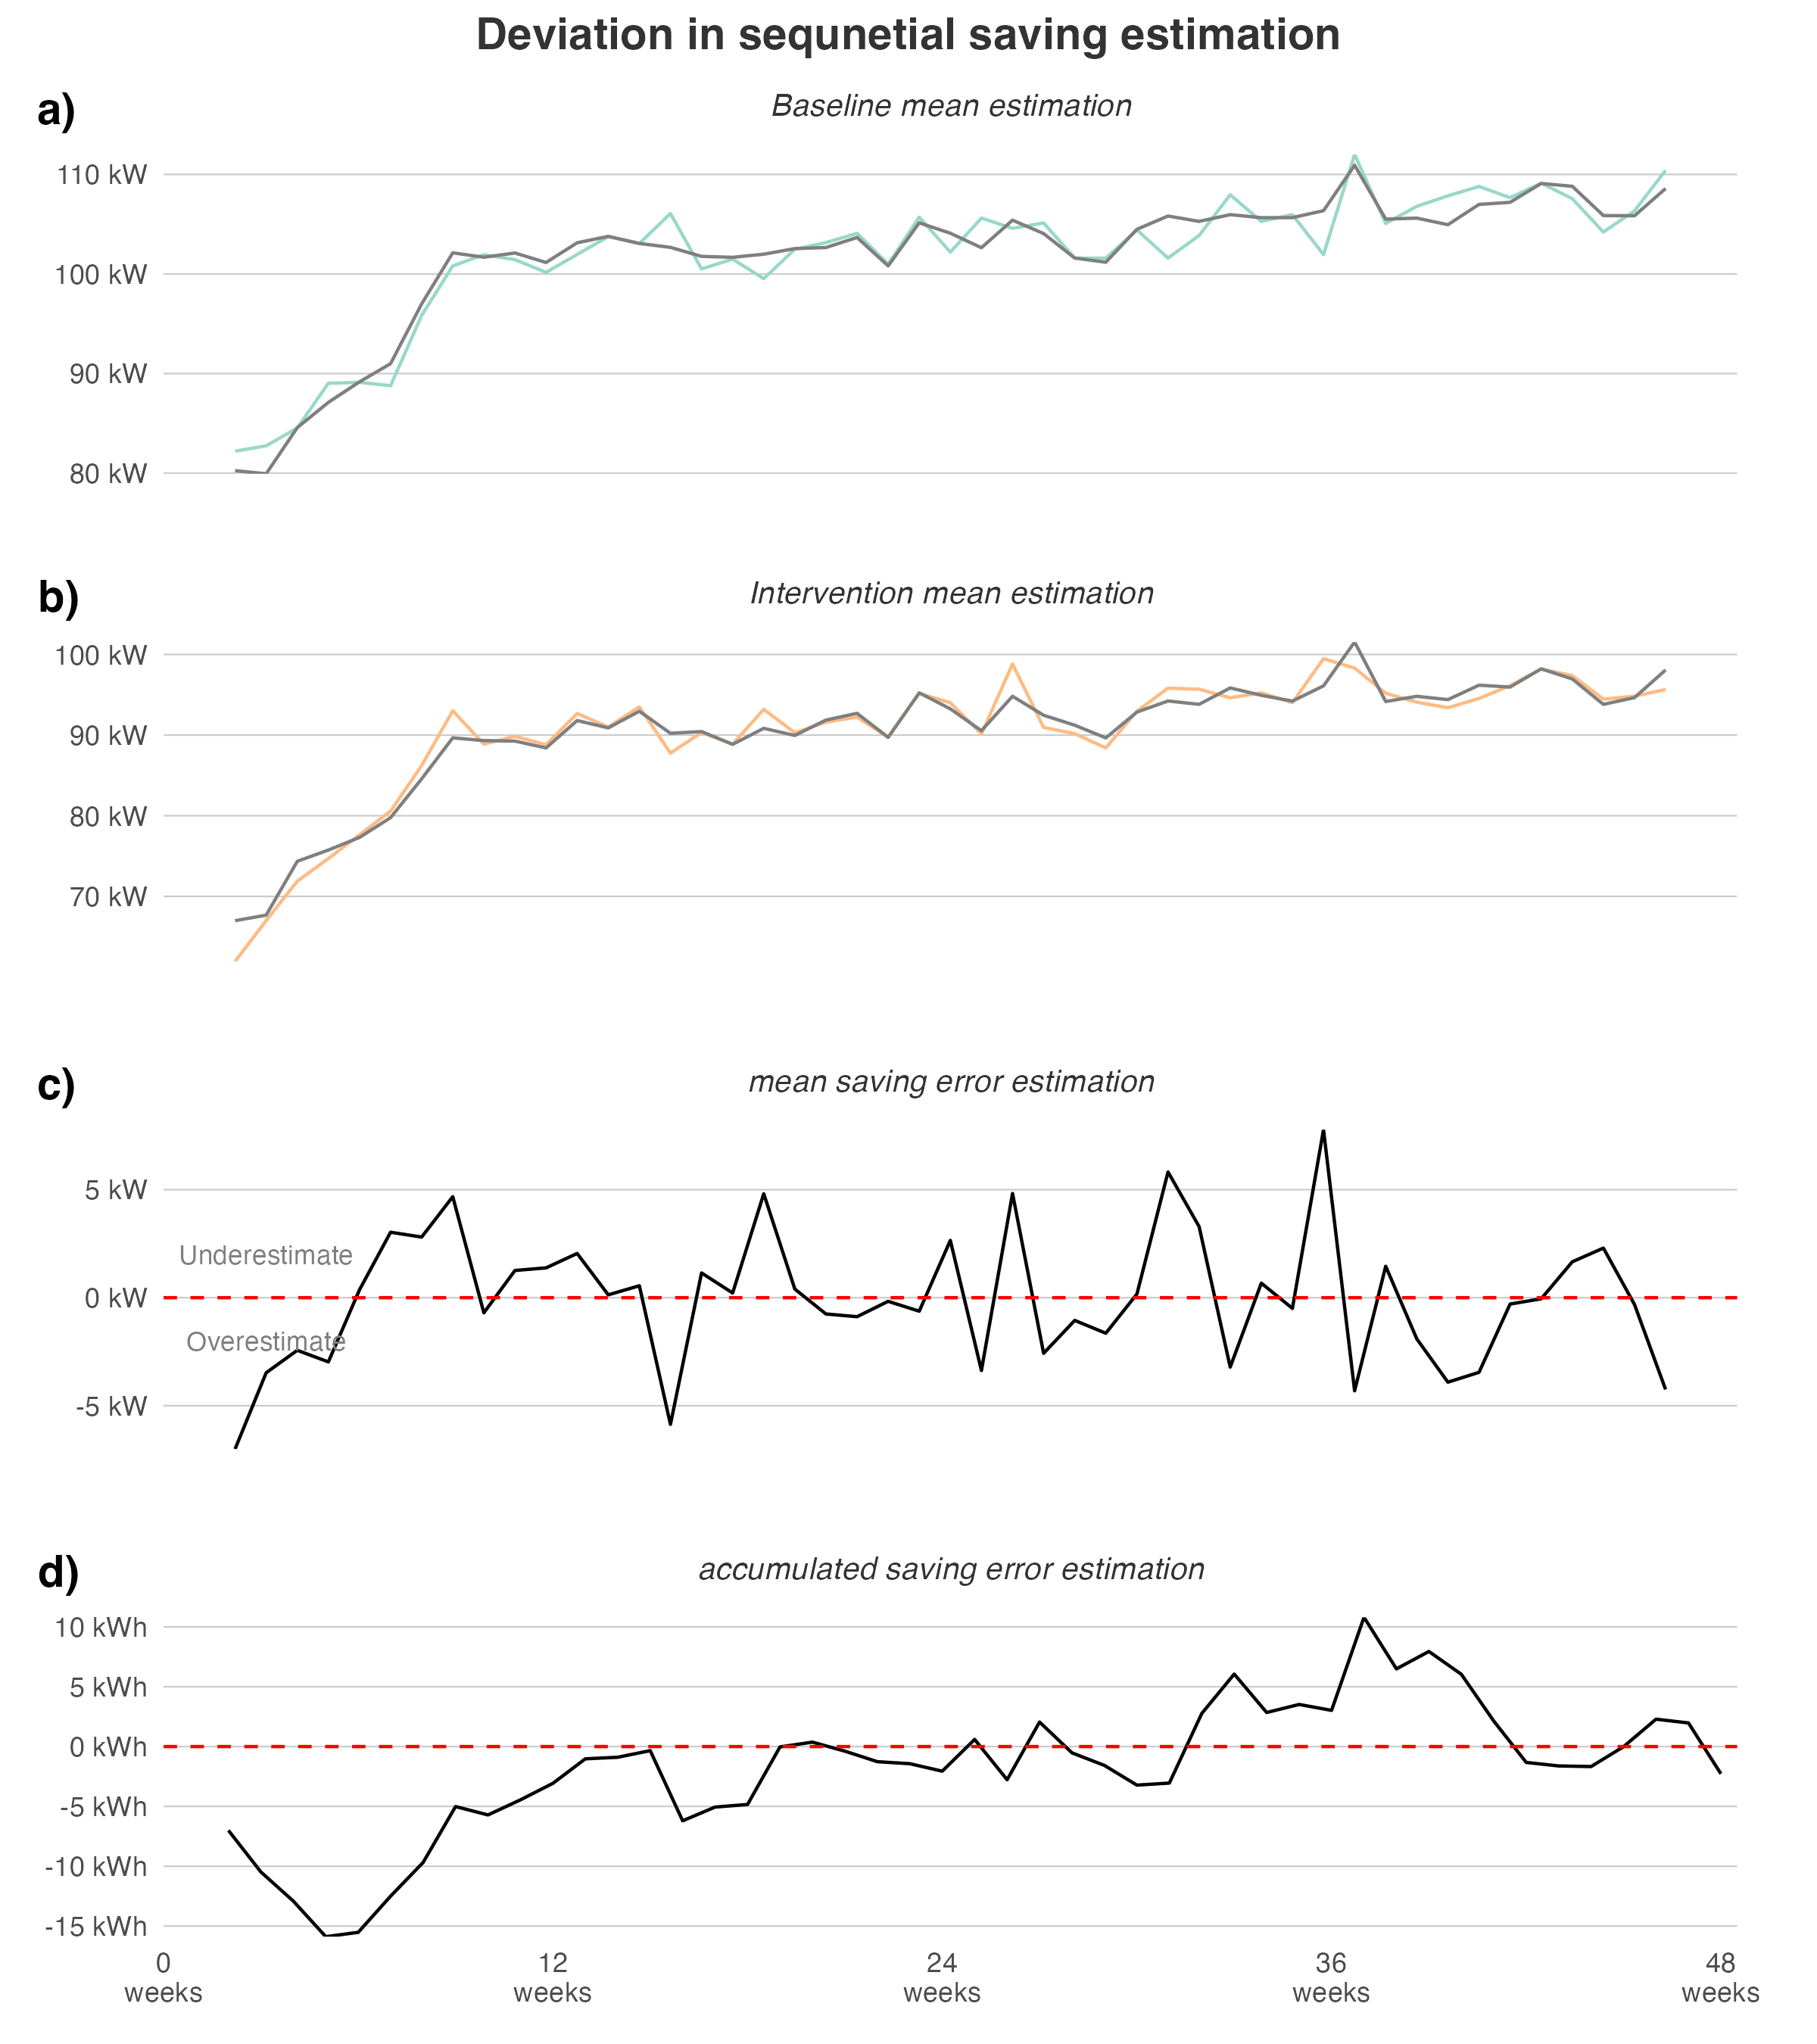 Deviation in sequnetial saving estimation
a)
Baseline mean estimation
110 kW
100 kW
90 kW
80 kW
b)
Intervention mean estimation
100 kW
90 kW
80 kW
70 kW
c)
mean saving error estimation
5 kW
Underestimate
0 kW
Overestimate
-5 kW
d)
accumulated saving error estimation
10 kWh
5 kWh
0 kWh
-5 kWh
-10 kWh
-15 kWh
0 12 24 36 48
weeks weeks weeks weeks weeks